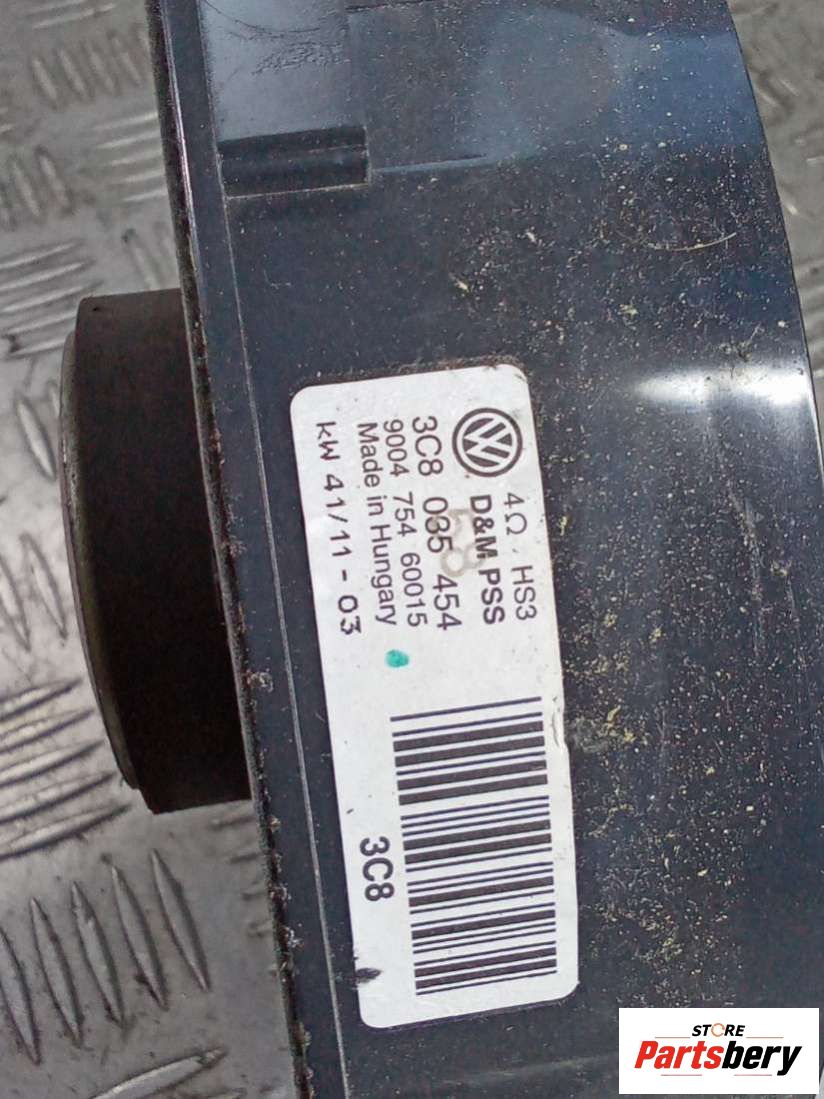 4Ω , HS3
D&M PSS
3C8 035 454
9004 754 60015
Made in Hungary
KW 41/11 - 03
3C8
STORE
Partsbery